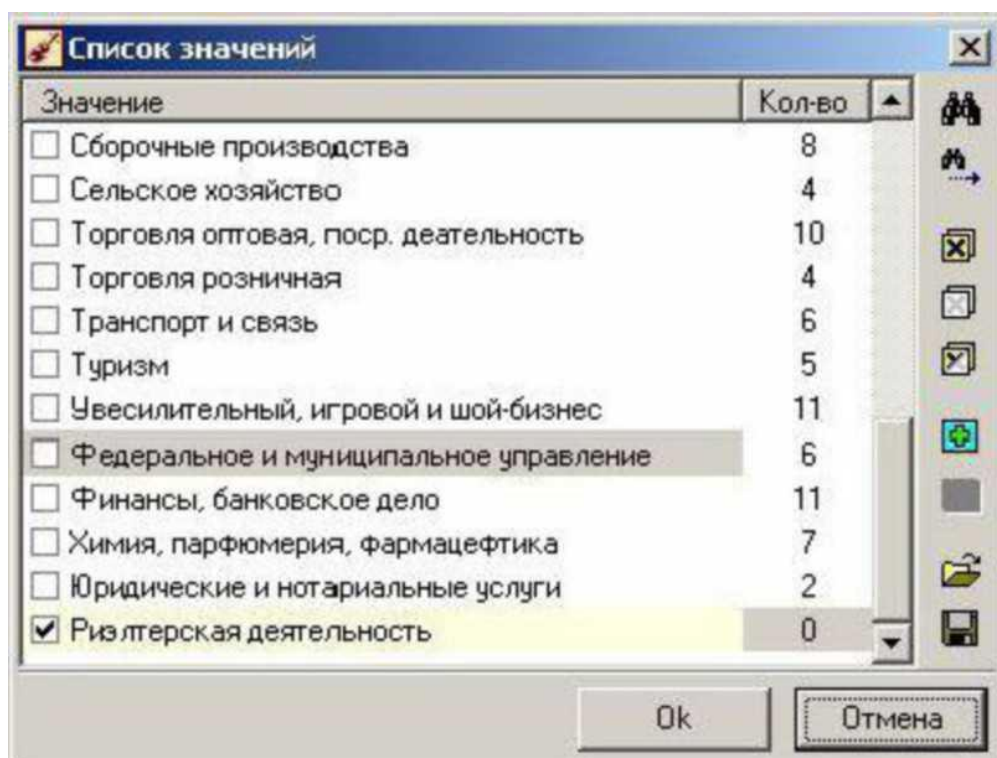 Список значений
Значение Кол-во
Сборочные производства 8
Сельское хозяйство 4
Торговля оптовая, поср. деательность 10
Торговля розничная 4
Транспорт и связь 6
Туризм 5
Увесилительный, игровой и шой-бизнес 11
Федеральное и муниципальное управление 6
Финансы, банковское дело 11
Химия, парфюмерия, фармацефтика 7
Юридические и нотариальные услуги 2
Риэлтерская деятельность 0
Ok Отмена